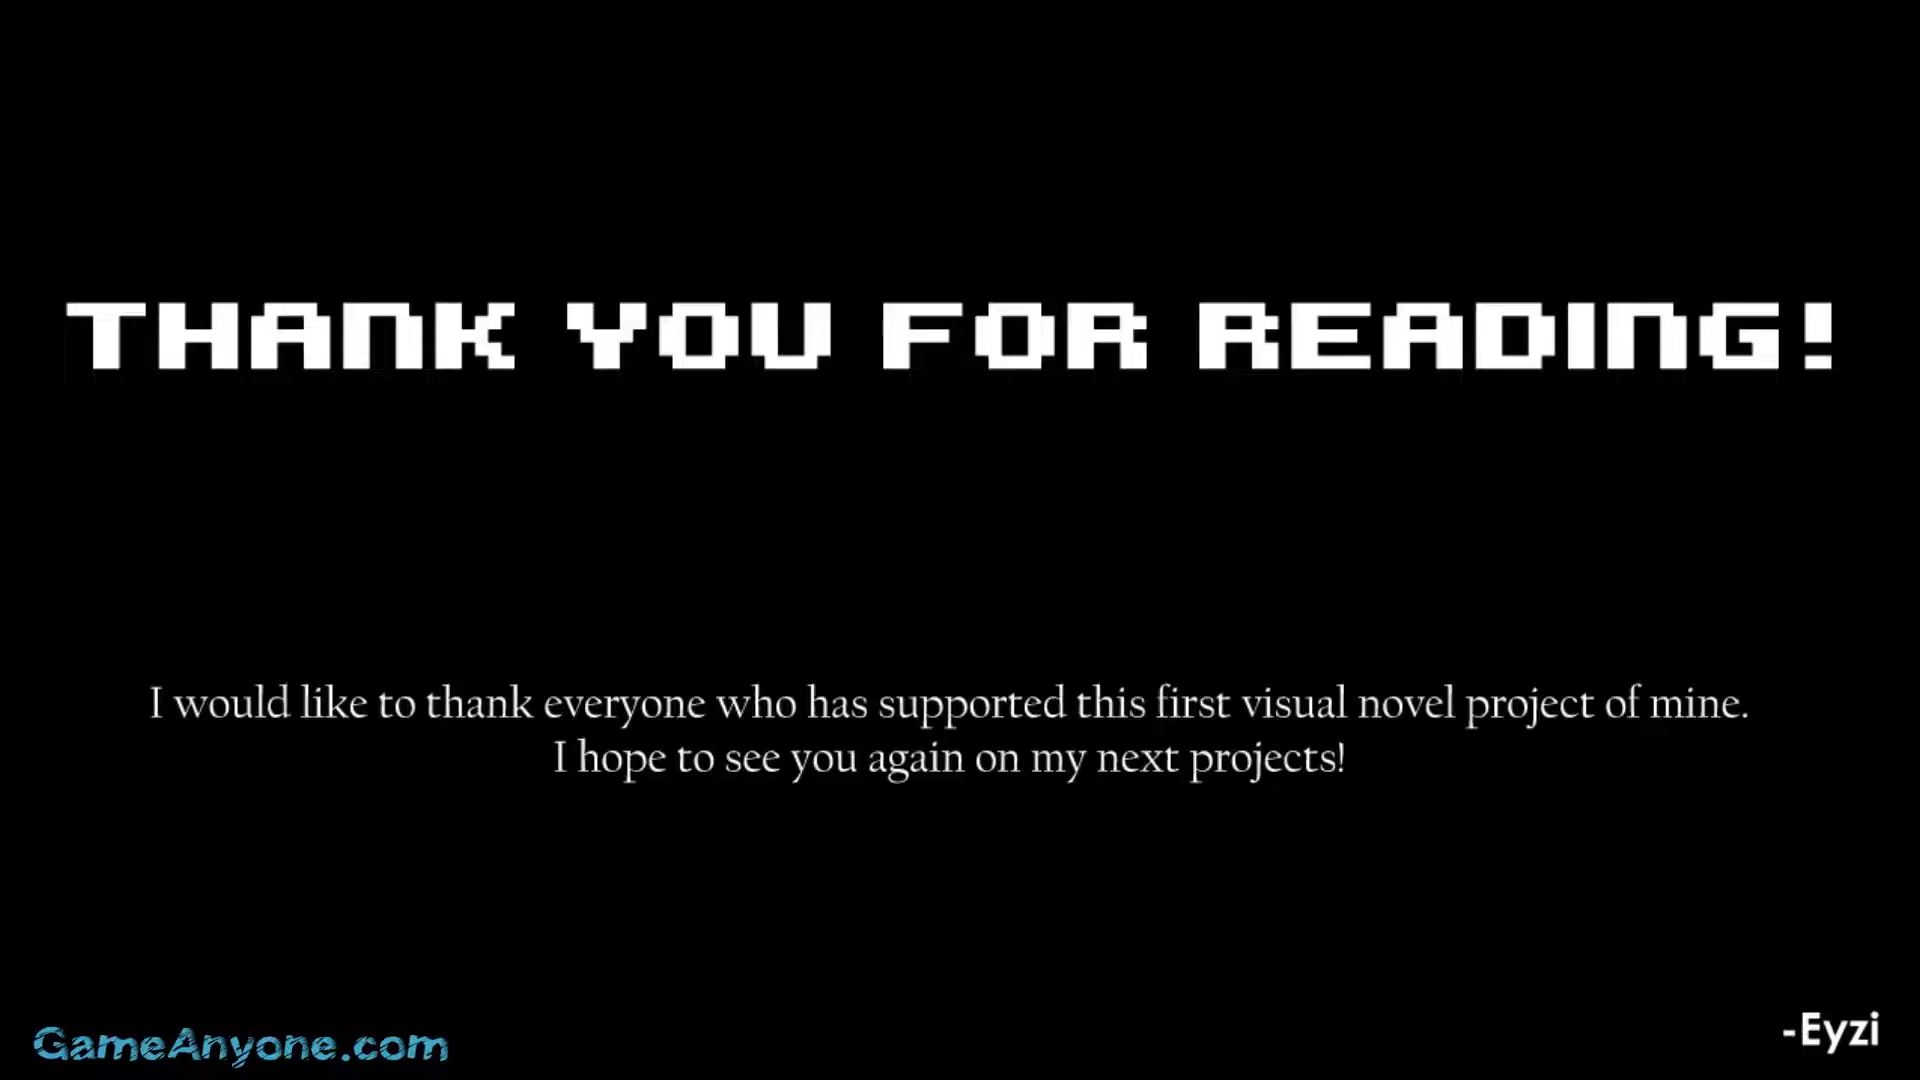 THANK YOU FOR READING!
I would like to thank everyone who has supported this first visual novel project of mine.
I hope to see you again on my next projects!
GameAnyone.com
-Eyzi